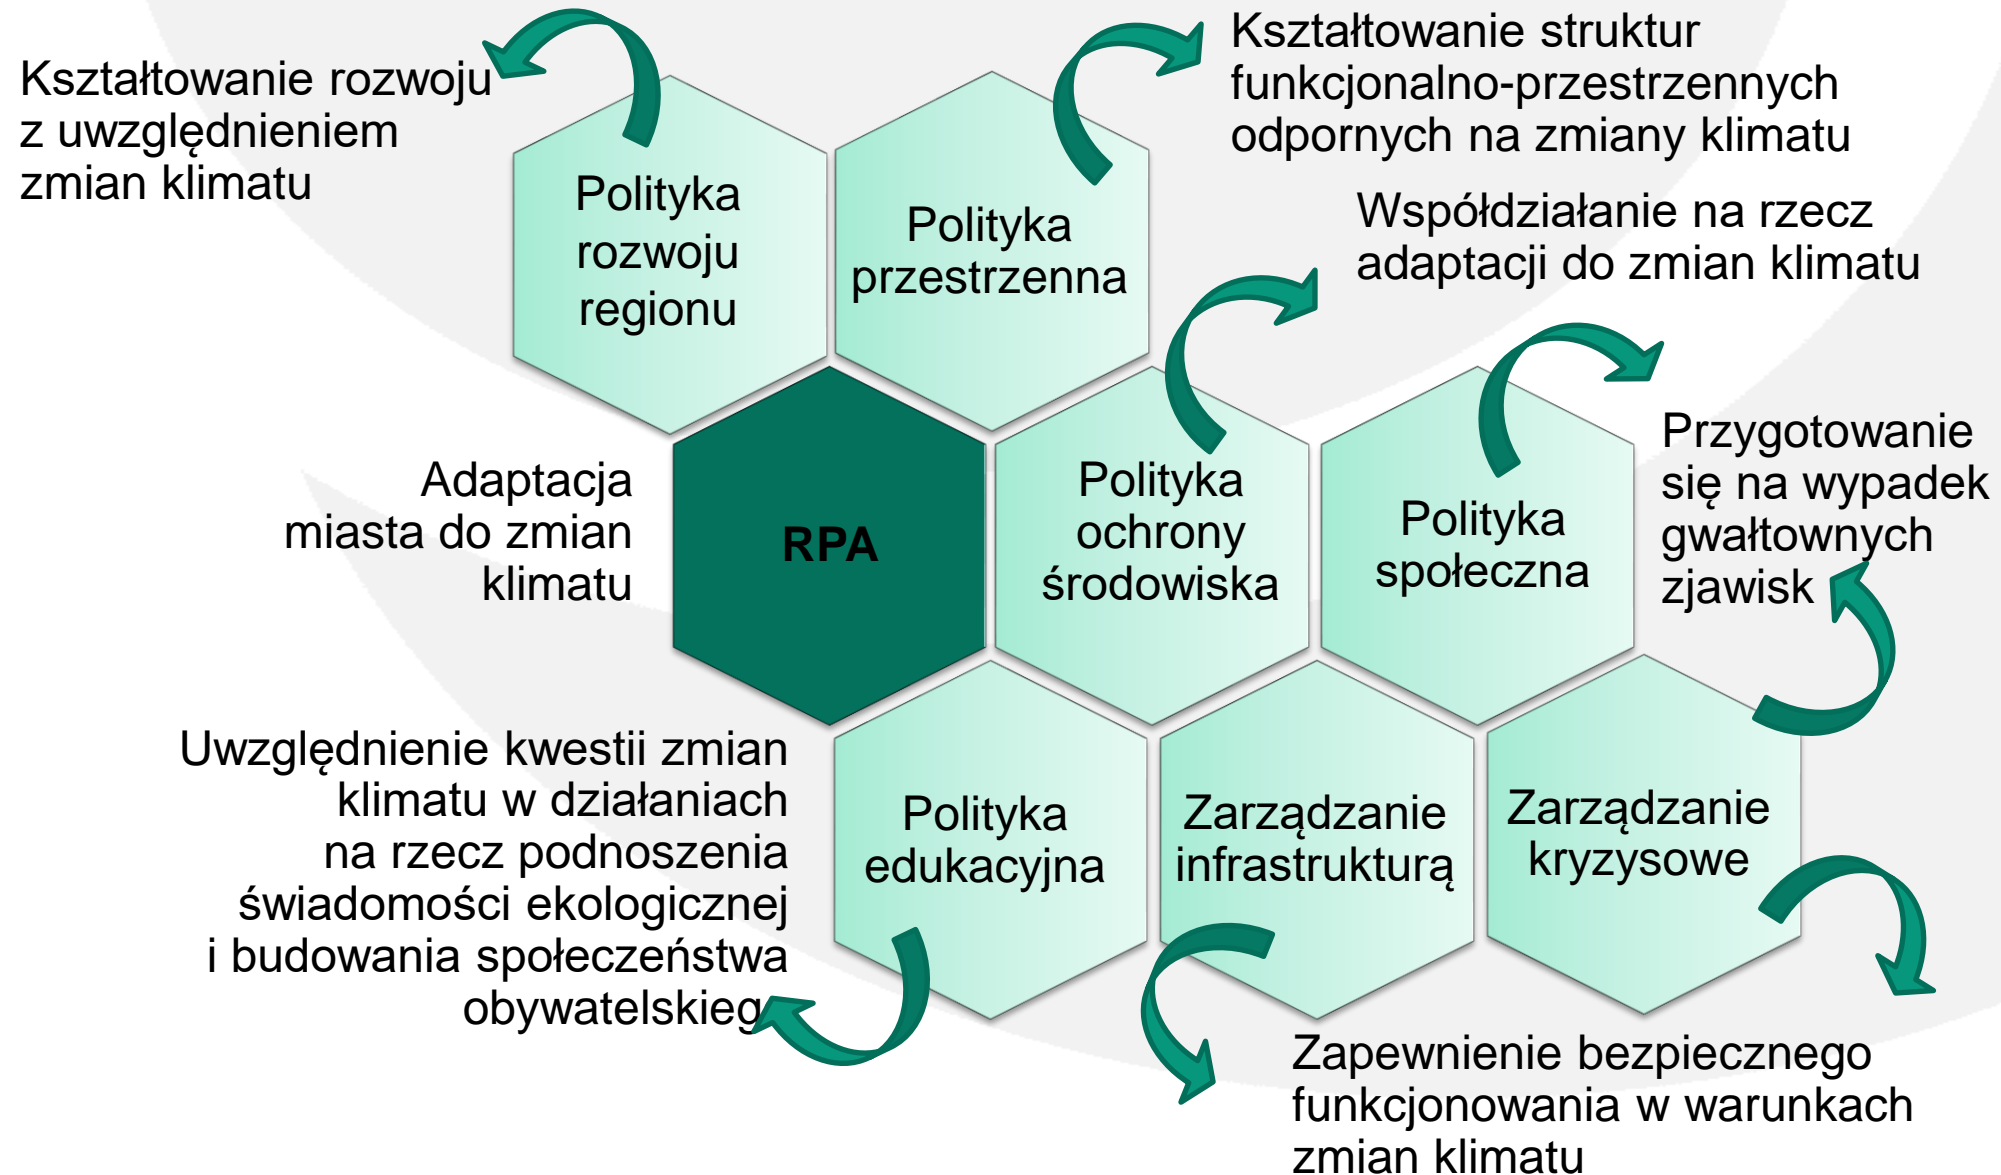 Kształtowanie rozwoju
z uwzględnieniem
zmian klimatu
Polityka
rozwoju
regionu
Polityka
przestrzenna
Kształtowanie struktur
funkcjonalno-przestrzennych
odpornych na zmiany klimatu
Współdziałanie na rzecz
adaptacji do zmian klimatu
Adaptacja
miasta do zmian
klimatu
RPA
Polityka
ochrony
środowiska
Polityka
społeczna
Przygotowanie
się na wypadek
gwałtownych
zjawisk
Uwzględnienie kwestii zmian
klimatu w działaniach
na rzecz podnoszenia
świadomości ekologicznej
i budowania społeczeństwa
obywatelskieg
Polityka
edukacyjna
Zarządzanie
infrastrukturą
Zarządzanie
kryzysowe
Zapewnienie bezpiecznego
funkcjonowania w warunkach
zmian klimatu